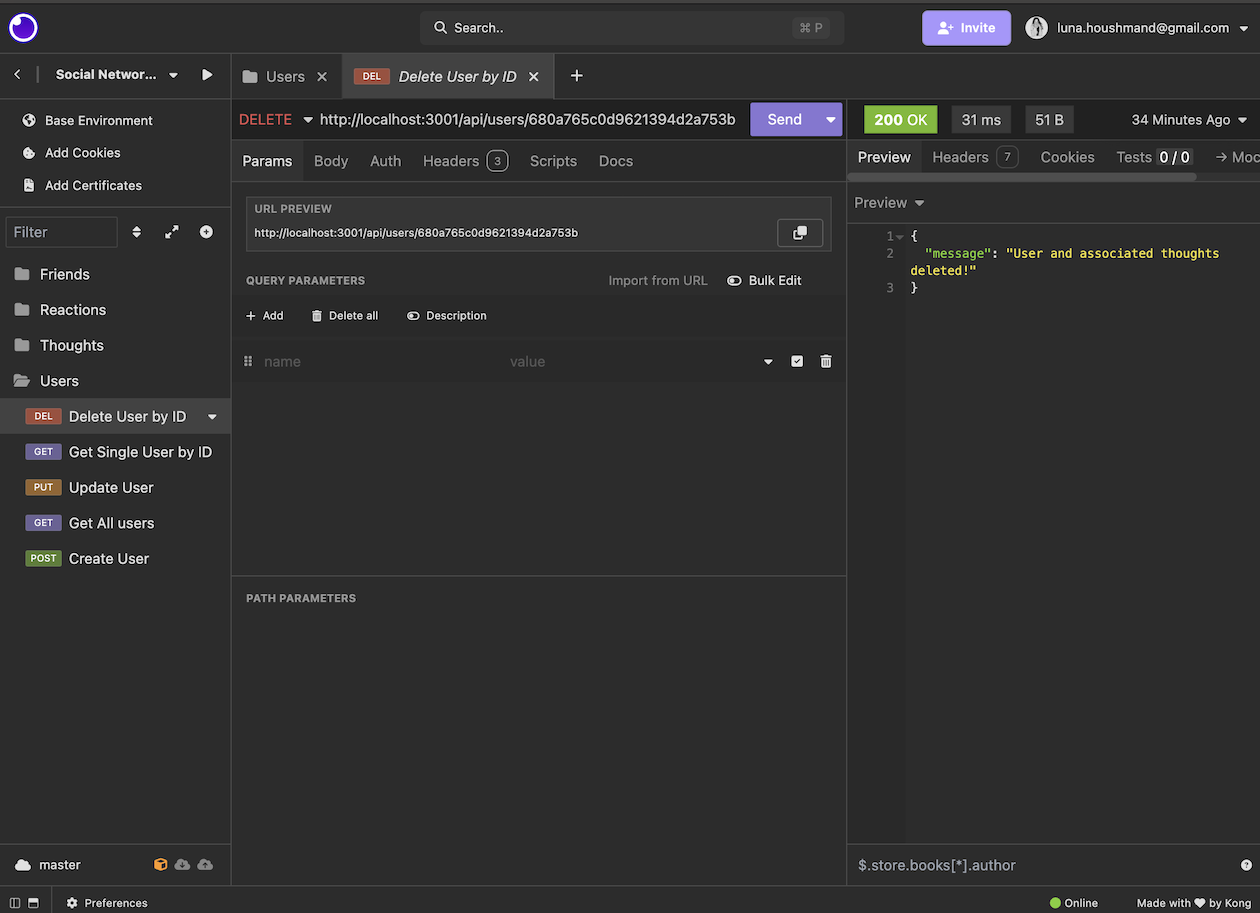 Search..
⌘ P
Invite
luna.houshmand@gmail.com
Social Networ...
Users
DEL Delete User by ID
Base Environment
Add Cookies
Add Certificates
Filter
Friends
Reactions
Thoughts
Users
DEL Delete User by ID
GET Get Single User by ID
PUT Update User
GET Get All users
POST Create User
master
DELETE http://localhost:3001/api/users/680a765c0d9621394d2a753b Send
Params Body Auth Headers 3 Scripts Docs
URL PREVIEW
http://localhost:3001/api/users/680a765c0d9621394d2a753b
QUERY PARAMETERS Import from URL Bulk Edit
+ Add Delete all Description
name value
PATH PARAMETERS
200 OK 31 ms 51 B 34 Minutes Ago
Preview Headers 7 Cookies Tests 0 / 0 → Moc
Preview
1 {
2 "message": "User and associated thoughts
deleted!"
3 }
$.store.books[*].author
Preferences
Online
Made with ♥ by Kong